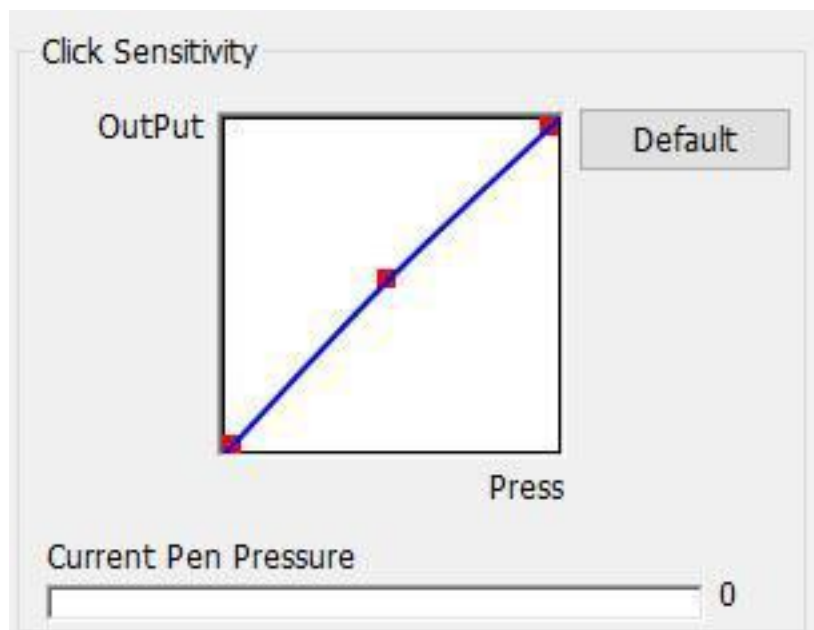 Click Sensitivity
OutPut
Default
Press
Current Pen Pressure
0